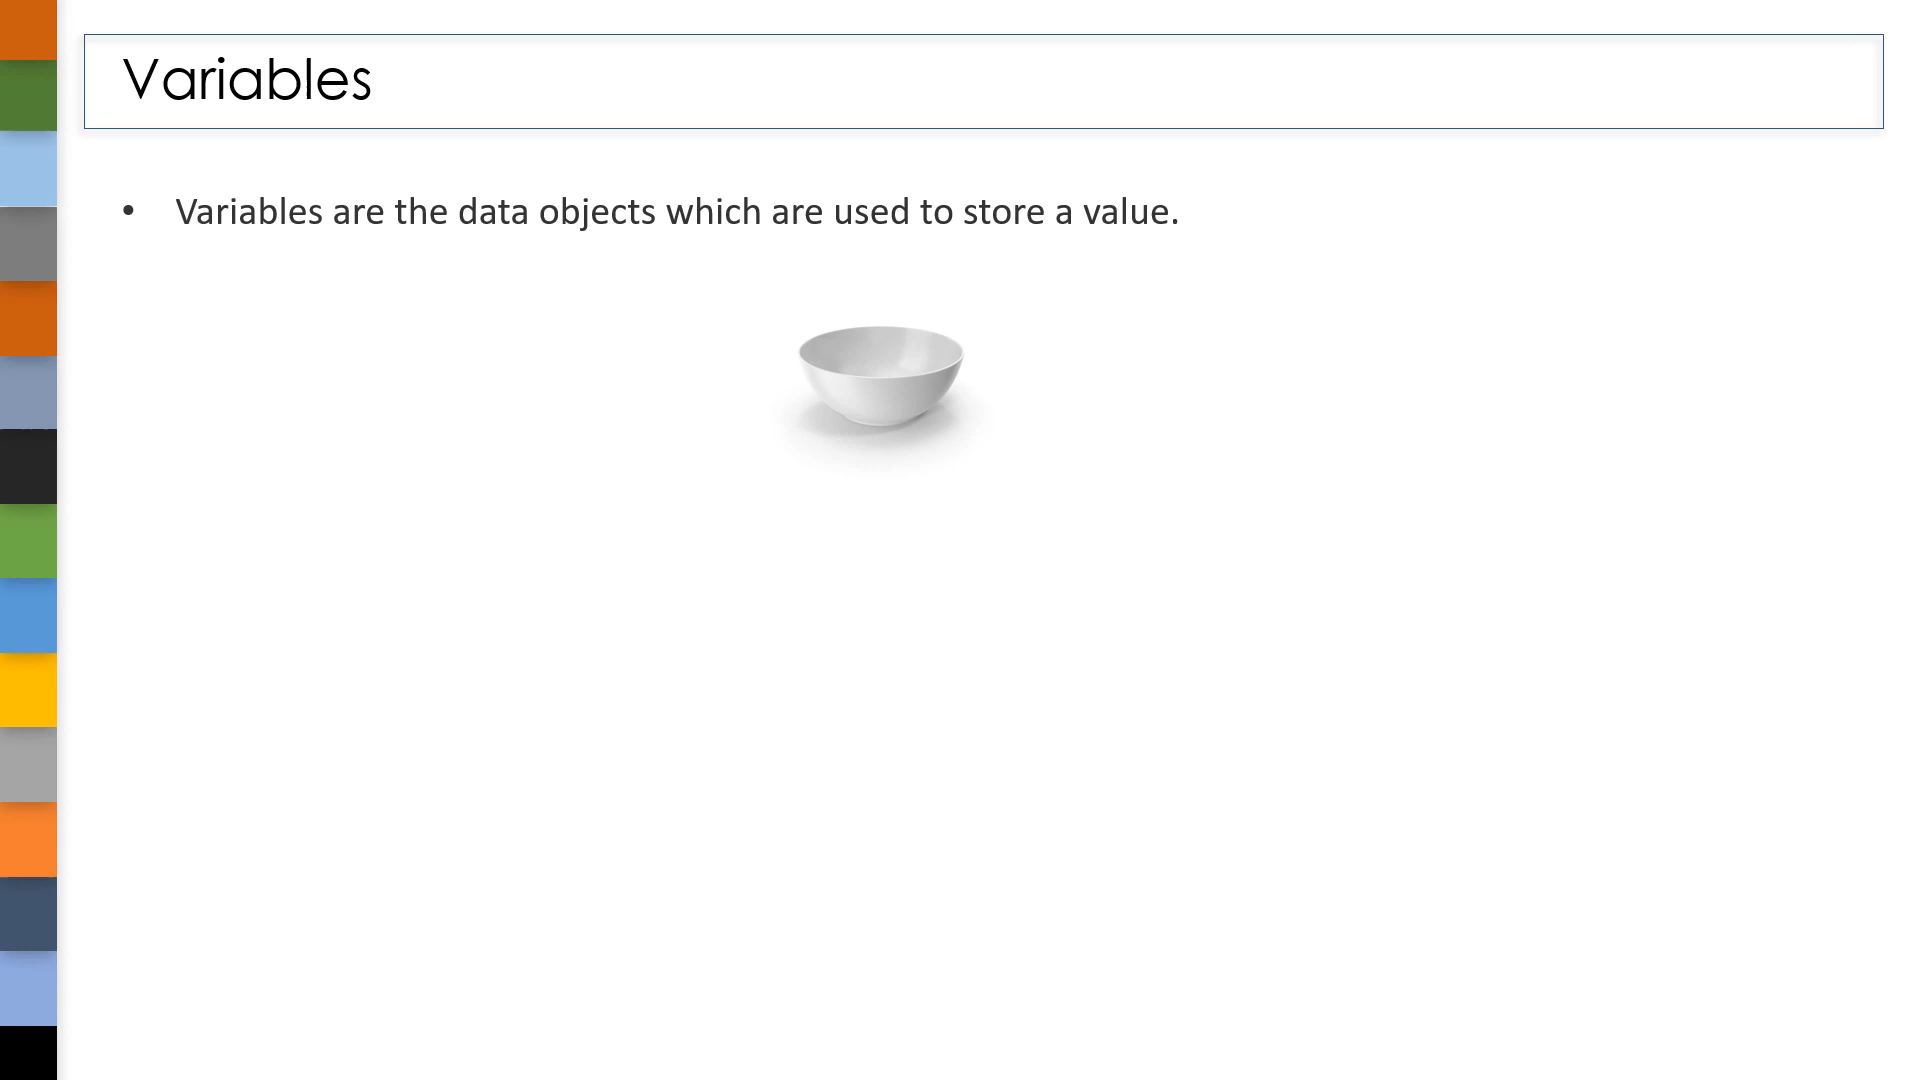 Variables
• Variables are the data objects which are used to store a value.